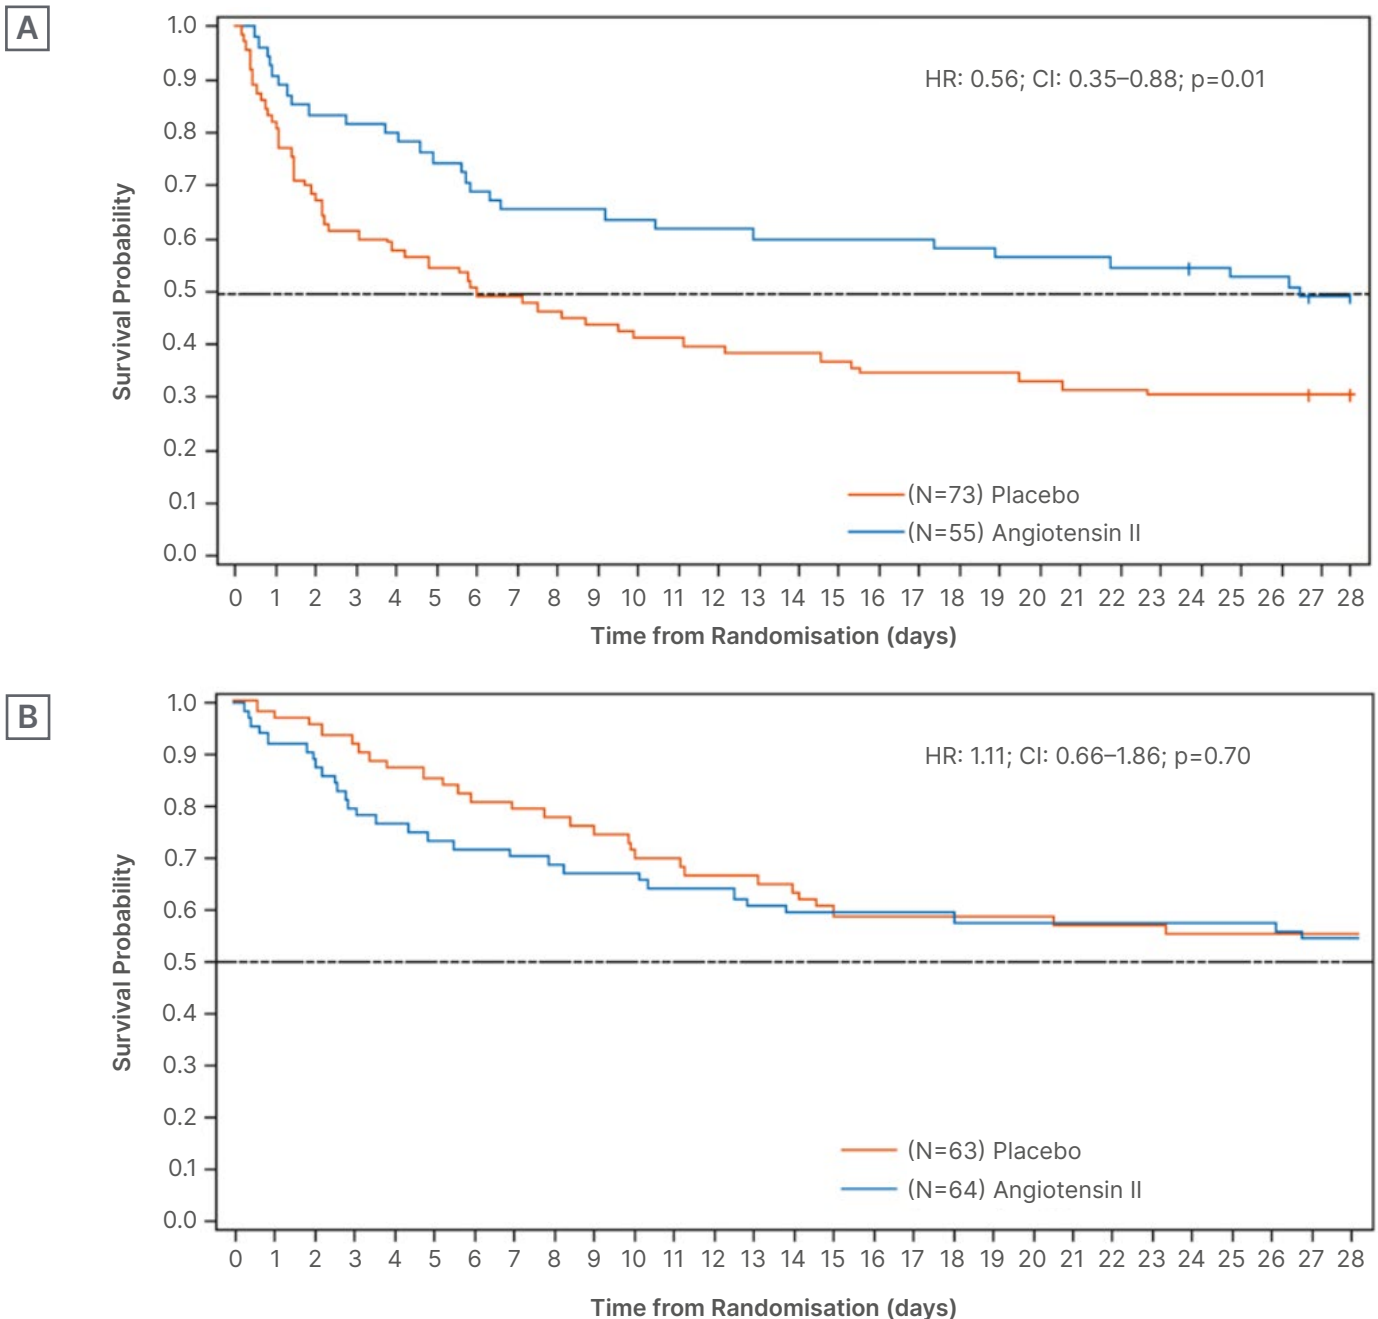 A
1.0
0.9
0.8
0.7
0.6
0.5
0.4
0.3
0.2
0.1
0.0
Survival Probability
HR: 0.56; CI: 0.35–0.88; p=0.01
(N=73) Placebo
(N=55) Angiotensin II
0 1 2 3 4 5 6 7 8 9 10 11 12 13 14 15 16 17 18 19 20 21 22 23 24 25 26 27 28
Time from Randomisation (days)
B
1.0
0.9
0.8
0.7
0.6
0.5
0.4
0.3
0.2
0.1
0.0
Survival Probability
HR: 1.11; CI: 0.66–1.86; p=0.70
(N=63) Placebo
(N=64) Angiotensin II
0 1 2 3 4 5 6 7 8 9 10 11 12 13 14 15 16 17 18 19 20 21 22 23 24 25 26 27 28
Time from Randomisation (days)